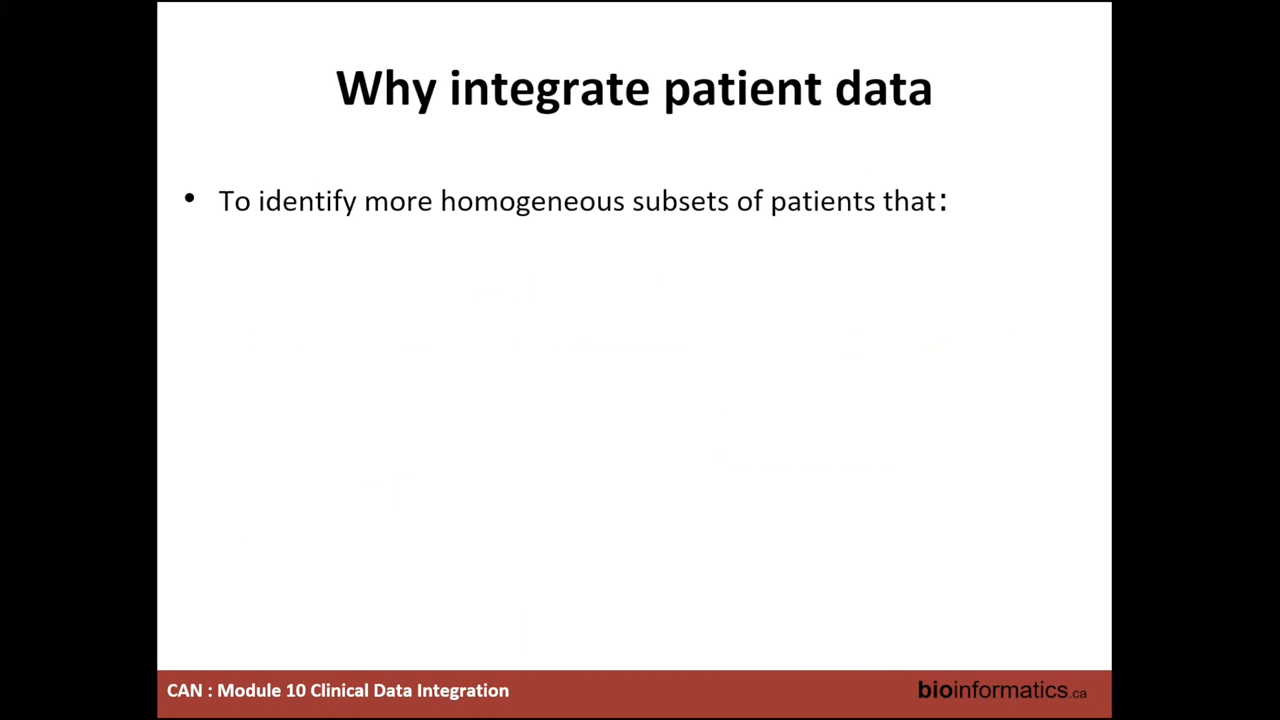 Why integrate patient data
• To identify more homogeneous subsets of patients that:
CAN : Module 10 Clinical Data Integration
bioinformatics.ca